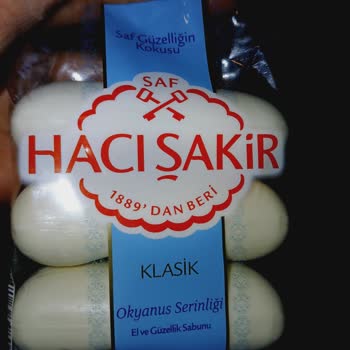 Saf Güzelliğin
Kokusu
SAF
HACI ŞAKİR
1889'DAN BERİ
KLASİK
Okyanus Serinliği
El ve Güzellik Sabunu